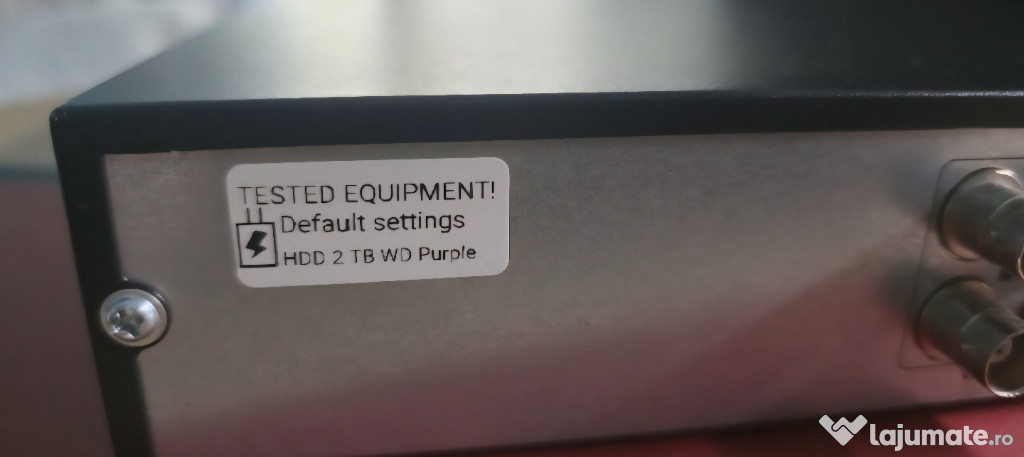 TESTED EQUIPMENT!
Default settings
HDD 2 TB WD Purple
lajumate.ro